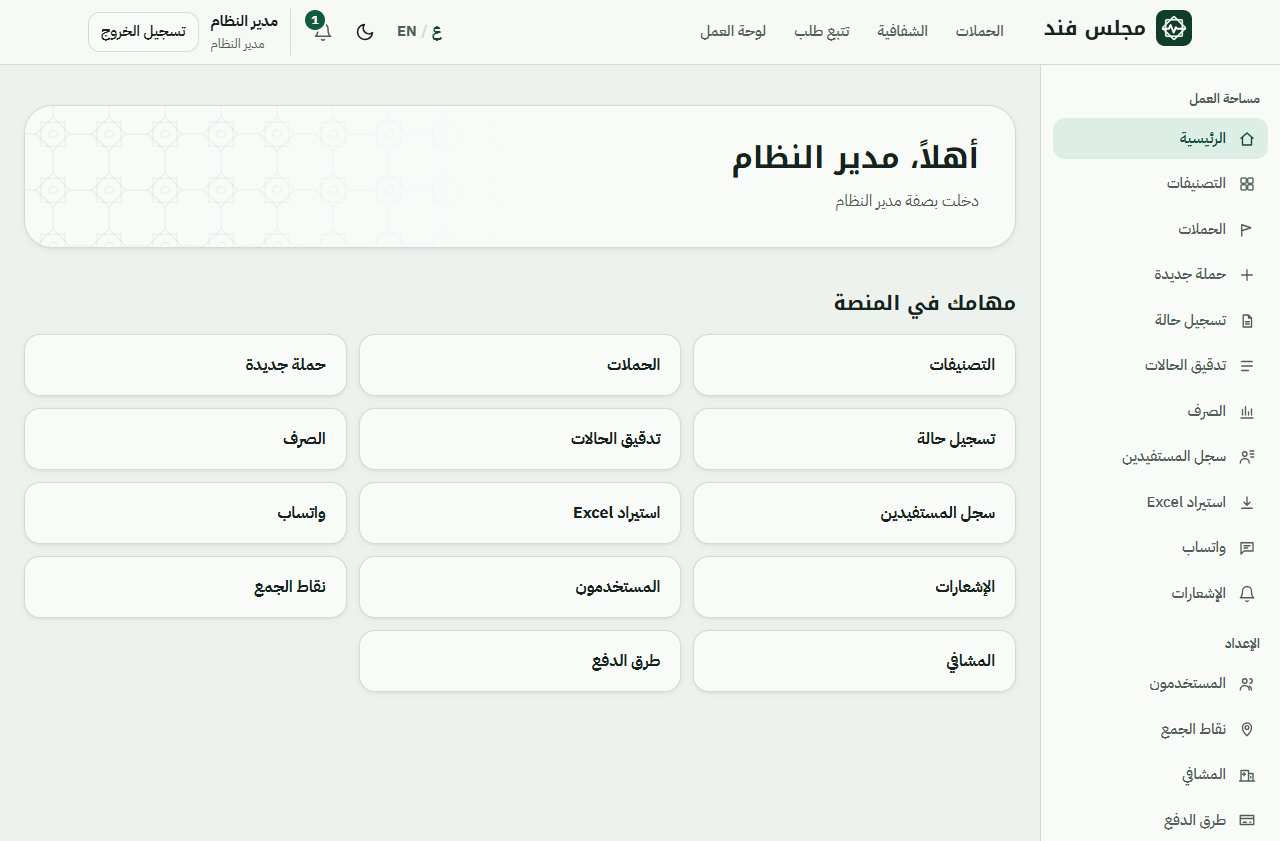 مجلس فند
الحملات
الشفافية
تتبع طلب
لوحة العمل
ع / EN
1
مدير النظام
مدير النظام
تسجيل الخروج
مساحة العمل
الرئيسية
التصنيفات
الحملات
حملة جديدة
تسجيل حالة
تدقيق الحالات
الصرف
سجل المستفيدين
استيراد Excel
واتساب
الإشعارات
الإعداد
المستخدمون
نقاط الجمع
المشافي
طرق الدفع
أهلاً، مدير النظام
دخلت بصفة مدير النظام
مهامك في المنصة
التصنيفات
الحملات
حملة جديدة
تسجيل حالة
تدقيق الحالات
الصرف
سجل المستفيدين
استيراد Excel
واتساب
الإشعارات
المستخدمون
نقاط الجمع
المشافي
طرق الدفع